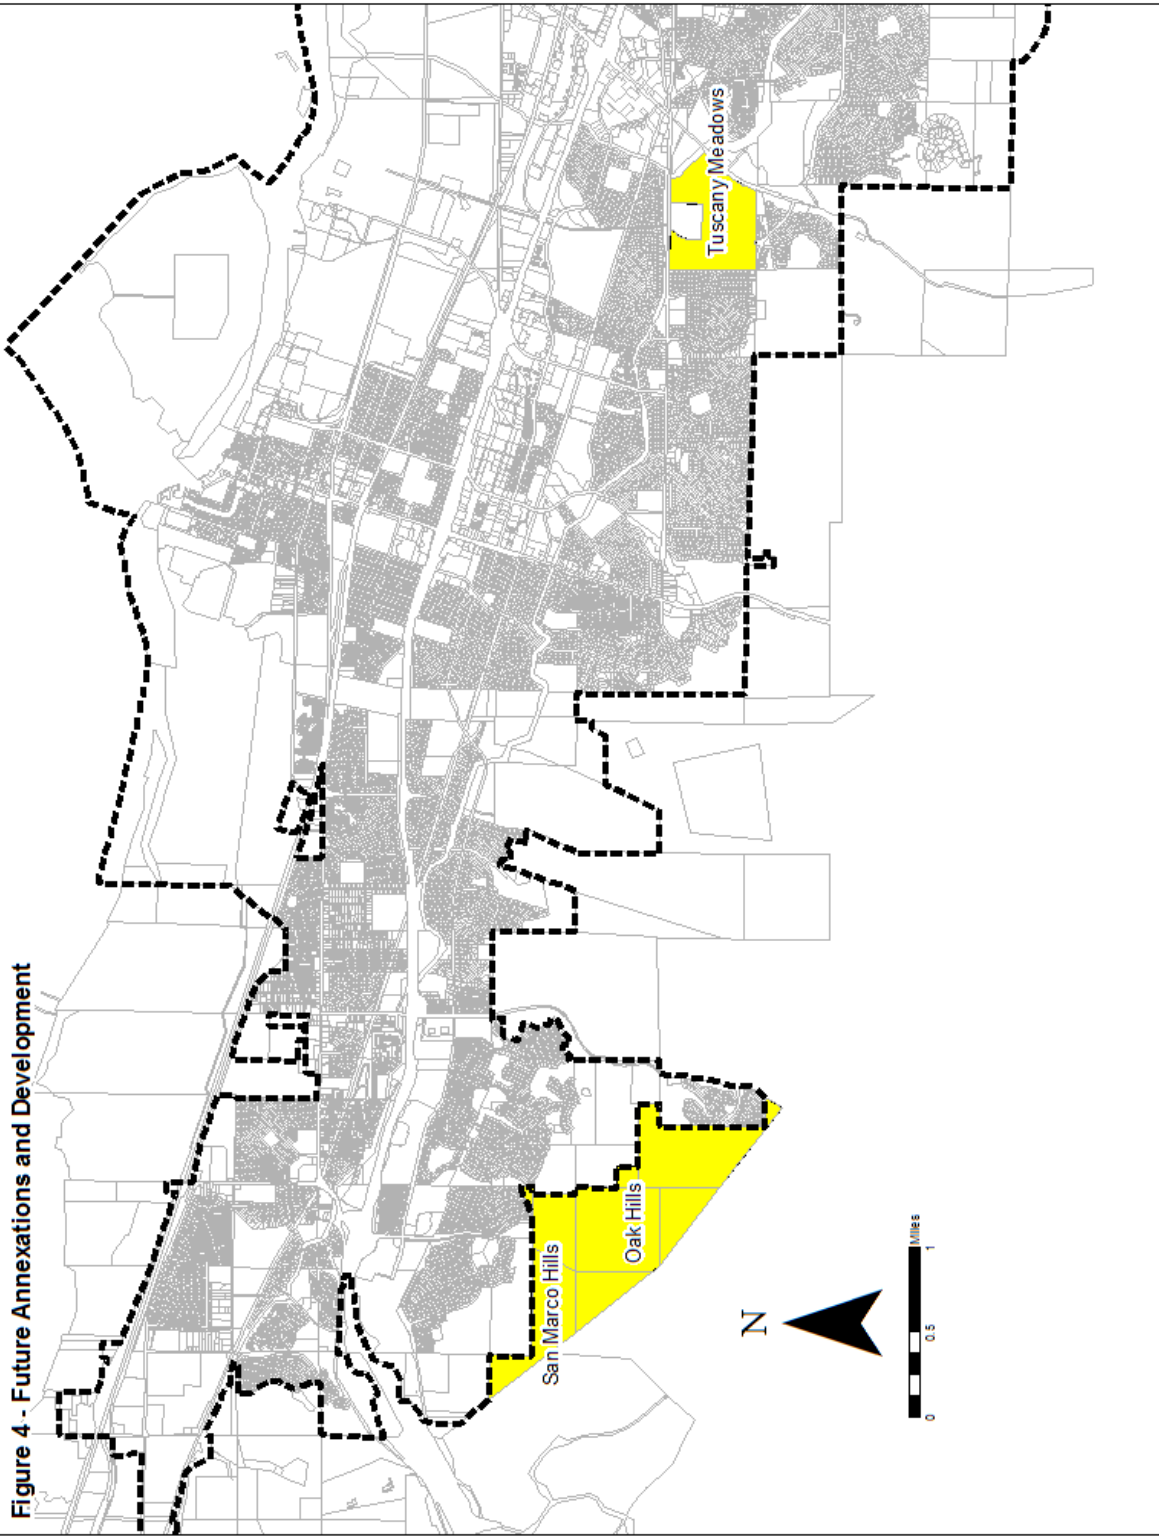 Figure 4 - Future Annexations and Development
Tuscany Meadows
San Marco Hills
Oak Hills
N
0
0.5
1
Miles